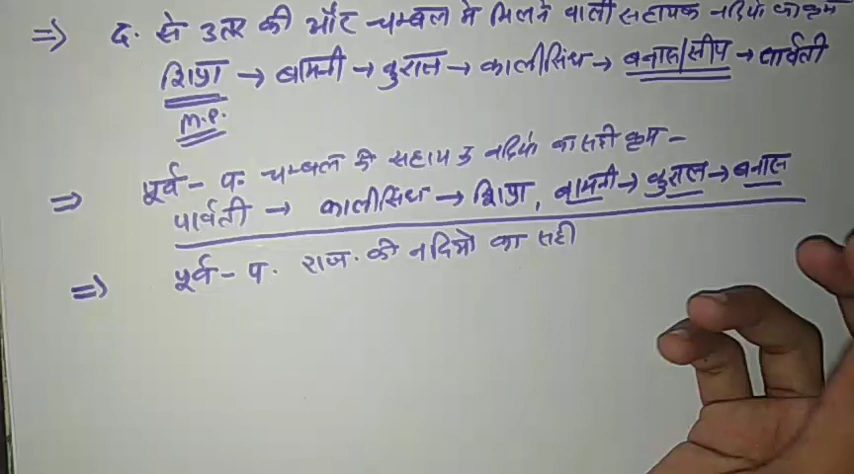 => द. से उत्तर की और चम्बल मे मिलने वाली सहायक नदियो का क्रम
शिप्रा → बामनी → कुराल → कालीसिंध → बनास/सीप → पार्वती
M.P.
=> पूर्व - प. चम्बल की सहायक नदियो का सही क्रम -
पार्वती → कालीसिंध → शिप्रा, बामनी → कुराल → बनास
=> पूर्व - प. राज. की नदियो का सही